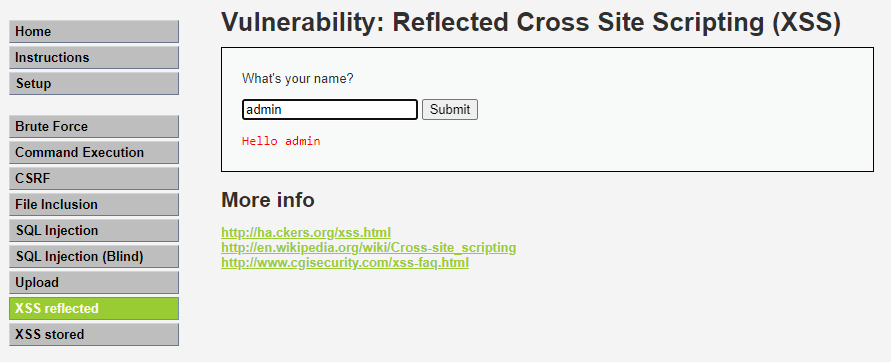 Home
Instructions
Setup
Brute Force
Command Execution
CSRF
File Inclusion
SQL Injection
SQL Injection (Blind)
Upload
XSS reflected
XSS stored
Vulnerability: Reflected Cross Site Scripting (XSS)
What's your name?
admin Submit
Hello admin
More info
http://ha.ckers.org/xss.html
http://en.wikipedia.org/wiki/Cross-site_scripting
http://www.cgisecurity.com/xss-faq.html